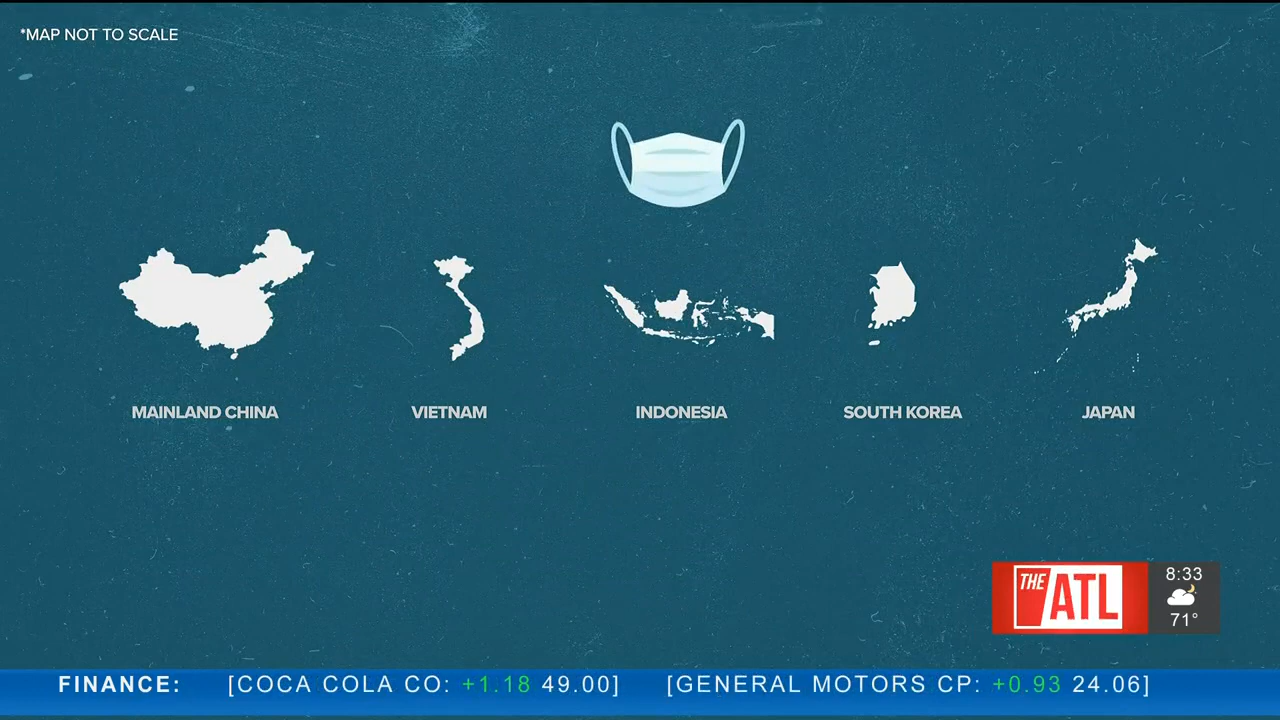 *MAP NOT TO SCALE
MAINLAND CHINA
VIETNAM
INDONESIA
SOUTH KOREA
JAPAN
THE ATL
8:33
71°
FINANCE: [COCA COLA CO: +1.18 49.00] [GENERAL MOTORS CP: +0.93 24.06]